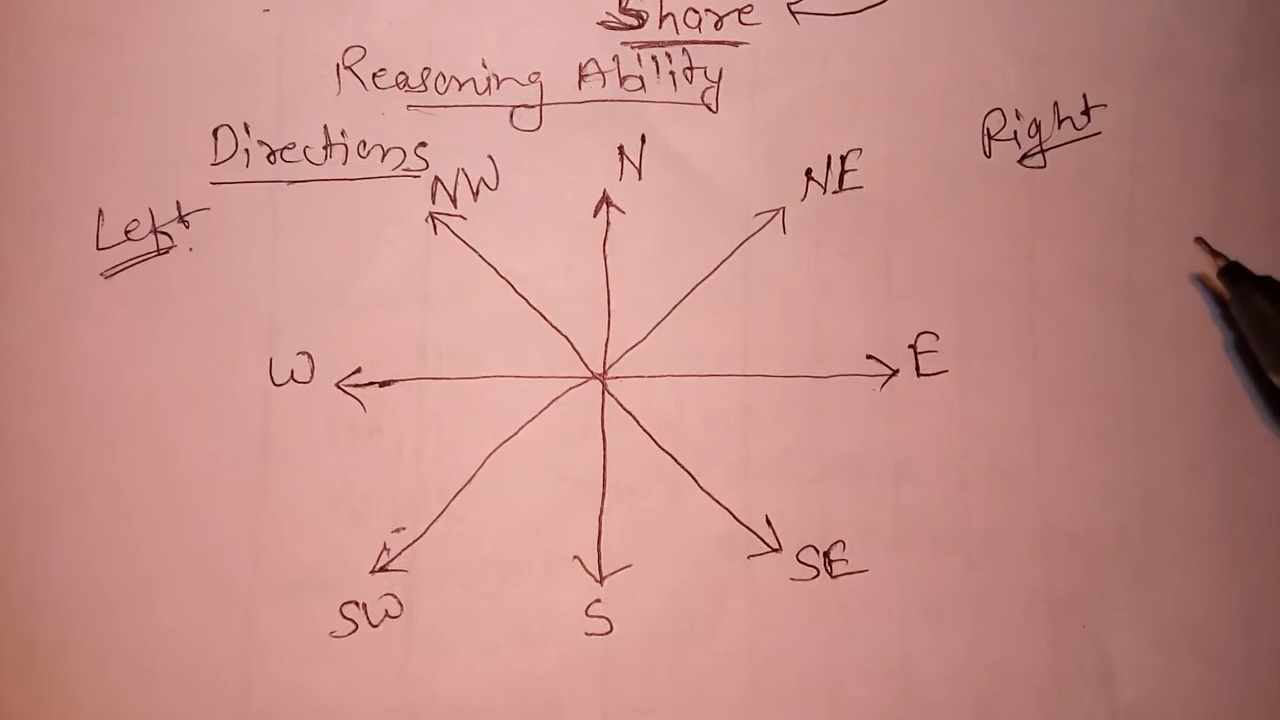 Share
Reasoning Ability
Directions
Right
Left
NW
N
NE
W
E
SW
S
SE